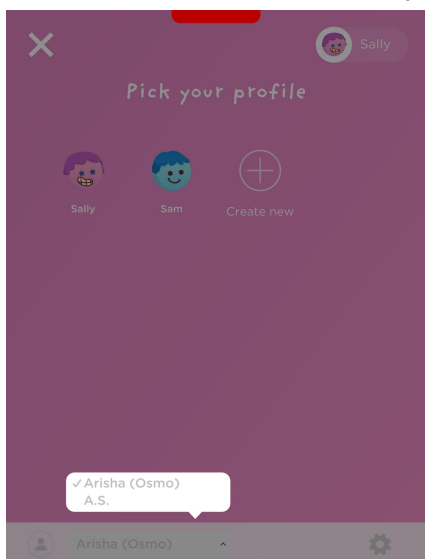 Sally
Pick your profile
Sally
Sam
Create new
✓Arisha (Osmo)
A.S.
Arisha (Osmo)